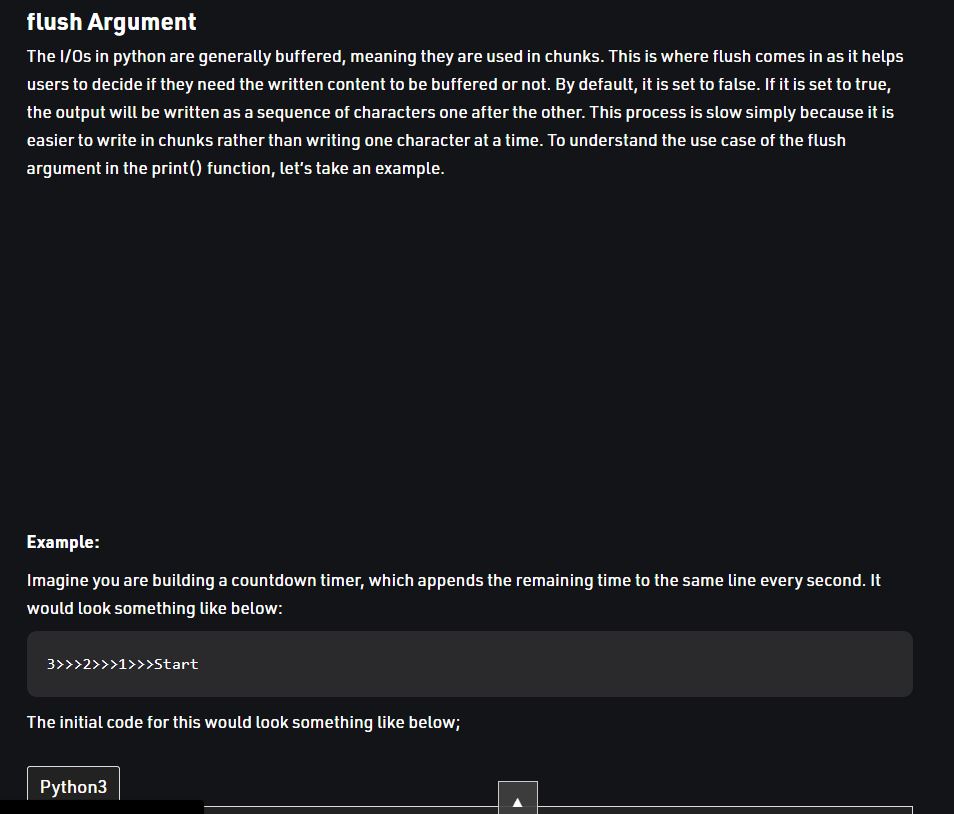 flush Argument
The I/Os in python are generally buffered, meaning they are used in chunks. This is where flush comes in as it helps
users to decide if they need the written content to be buffered or not. By default, it is set to false. If it is set to true,
the output will be written as a sequence of characters one after the other. This process is slow simply because it is
easier to write in chunks rather than writing one character at a time. To understand the use case of the flush
argument in the print() function, let's take an example.
Example:
Imagine you are building a countdown timer, which appends the remaining time to the same line every second. It
would look something like below:
3>>>2>>>1>>>Start
The initial code for this would look something like below;
Python3